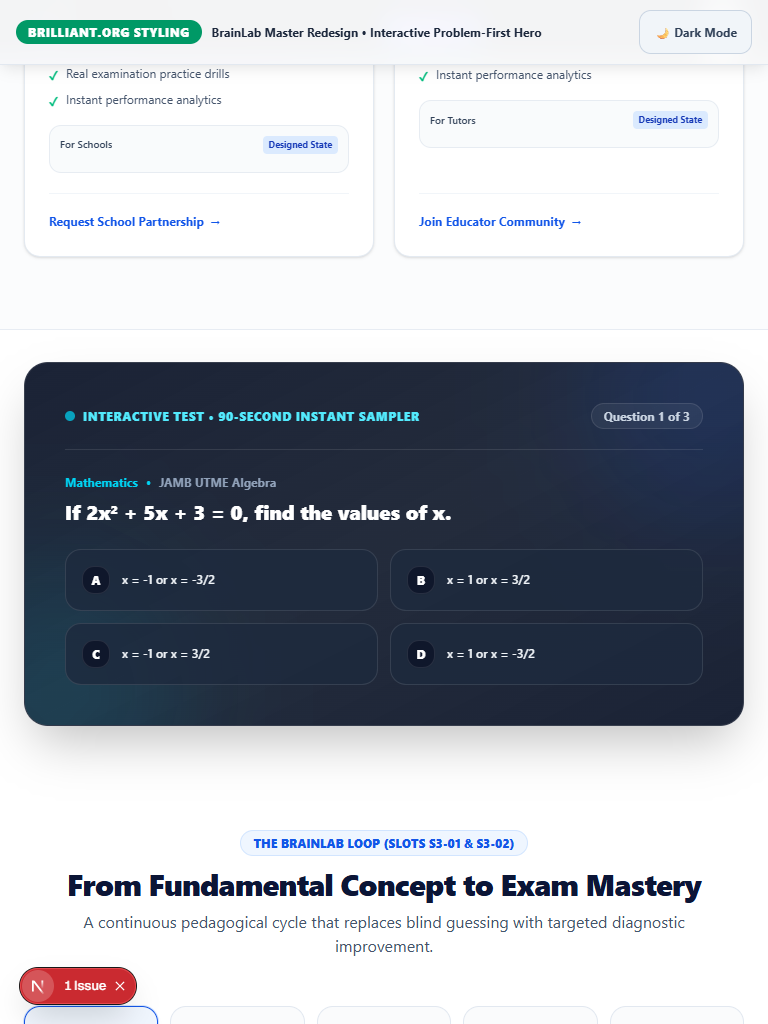 BRILLIANT.ORG STYLING
BrainLab Master Redesign • Interactive Problem-First Hero
🌙 Dark Mode
✓ Real examination practice drills
✓ Instant performance analytics
For Schools
Designed State
Request School Partnership →
✓ Instant performance analytics
For Tutors
Designed State
Join Educator Community →
INTERACTIVE TEST • 90-SECOND INSTANT SAMPLER
Question 1 of 3
Mathematics • JAMB UTME Algebra
If 2x² + 5x + 3 = 0, find the values of x.
A x = -1 or x = -3/2
B x = 1 or x = 3/2
C x = -1 or x = 3/2
D x = 1 or x = -3/2
THE BRAINLAB LOOP (SLOTS S3-01 & S3-02)
From Fundamental Concept to Exam Mastery
A continuous pedagogical cycle that replaces blind guessing with targeted diagnostic
improvement.
N 1 Issue ×